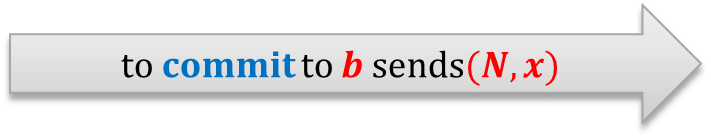 to commit to b sends(N, x)